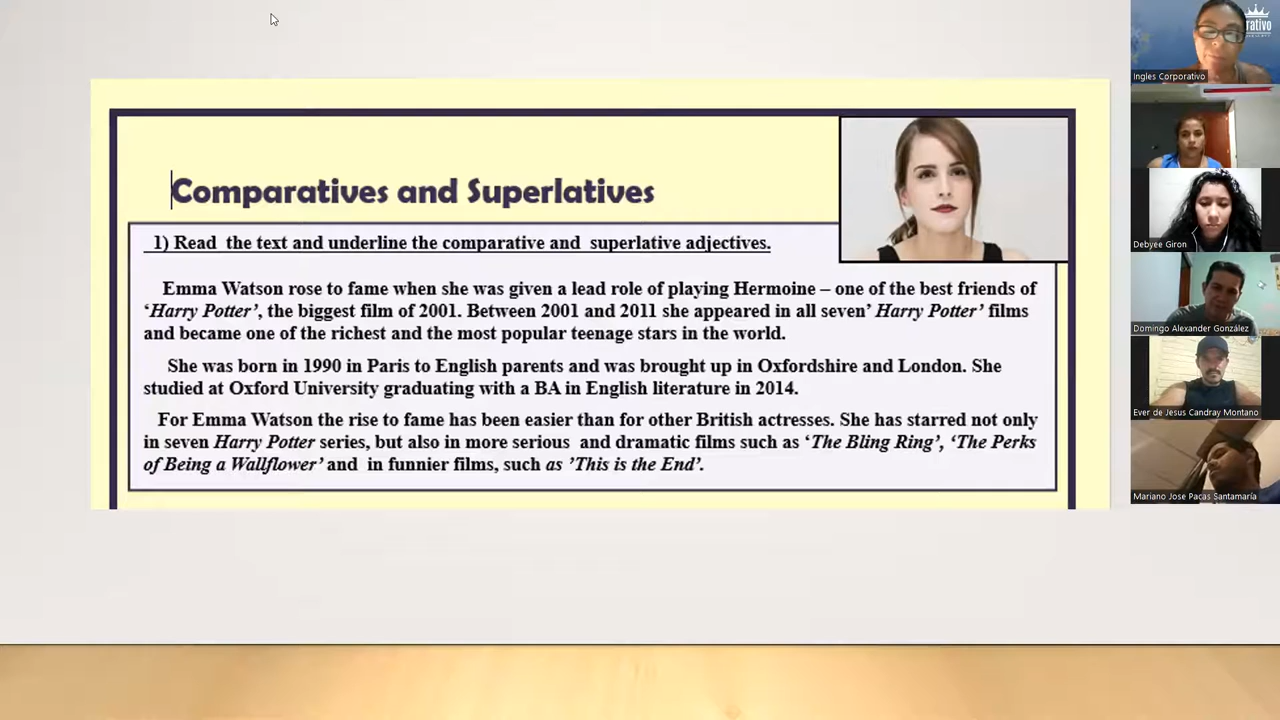 Comparatives and Superlatives
1) Read the text and underline the comparative and superlative adjectives.
Emma Watson rose to fame when she was given a lead role of playing Hermoine – one of the best friends of
‘Harry Potter’, the biggest film of 2001. Between 2001 and 2011 she appeared in all seven’ Harry Potter’ films
and became one of the richest and the most popular teenage stars in the world.
She was born in 1990 in Paris to English parents and was brought up in Oxfordshire and London. She
studied at Oxford University graduating with a BA in English literature in 2014.
For Emma Watson the rise to fame has been easier than for other British actresses. She has starred not only
in seven Harry Potter series, but also in more serious and dramatic films such as ‘The Bling Ring’, ‘The Perks
of Being a Wallflower’ and in funnier films, such as ’This is the End’.
rativo
Ingles Corporativo
Debyee Giron
Domingo Alexander González
Ever de Jesus Candray Montano
Mariano Jose Pacas Santamaría